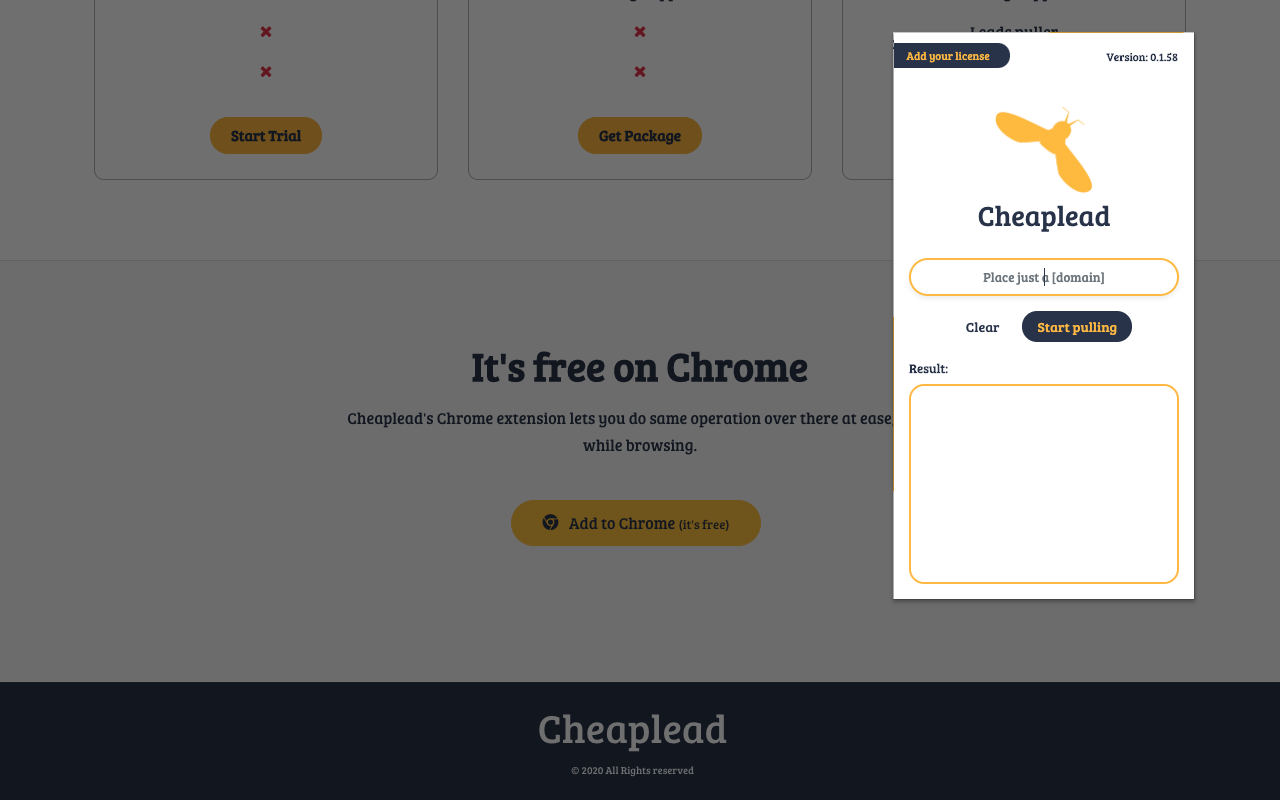 Leads puller
Start Trial
Get Package
It's free on Chrome
Cheaplead's Chrome extension lets you do same operation over there at ease
while browsing.
Add to Chrome (it's free)
Cheaplead
© 2020 All Rights reserved
Add your license
Version: 0.1.58
Cheaplead
Place just a [domain]
Clear
Start pulling
Result: